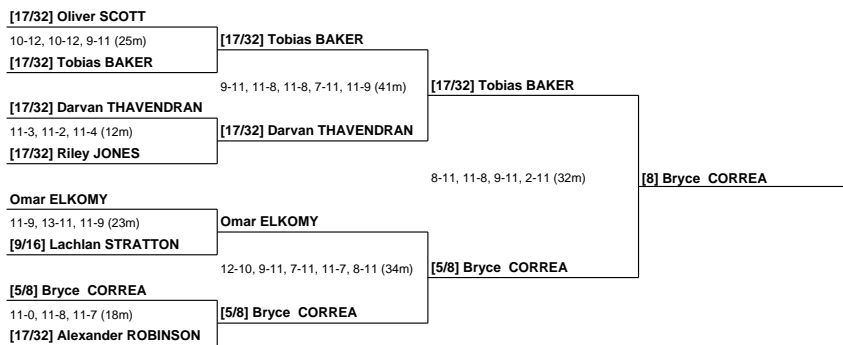 [17/32] Oliver SCOTT
10-12, 10-12, 9-11 (25m)
[17/32] Tobias BAKER
[17/32] Tobias BAKER
9-11, 11-8, 11-8, 7-11, 11-9 (41m)
[17/32] Tobias BAKER
[17/32] Darvan THAVENDRAN
11-3, 11-2, 11-4 (12m)
[17/32] Darvan THAVENDRAN
[17/32] Riley JONES
8-11, 11-8, 9-11, 2-11 (32m)
[8] Bryce CORREA
Omar ELKOMY
11-9, 13-11, 11-9 (23m)
Omar ELKOMY
[9/16] Lachlan STRATTON
12-10, 9-11, 7-11, 11-7, 8-11 (34m)
[5/8] Bryce CORREA
[5/8] Bryce CORREA
11-0, 11-8, 11-7 (18m)
[5/8] Bryce CORREA
[17/32] Alexander ROBINSON